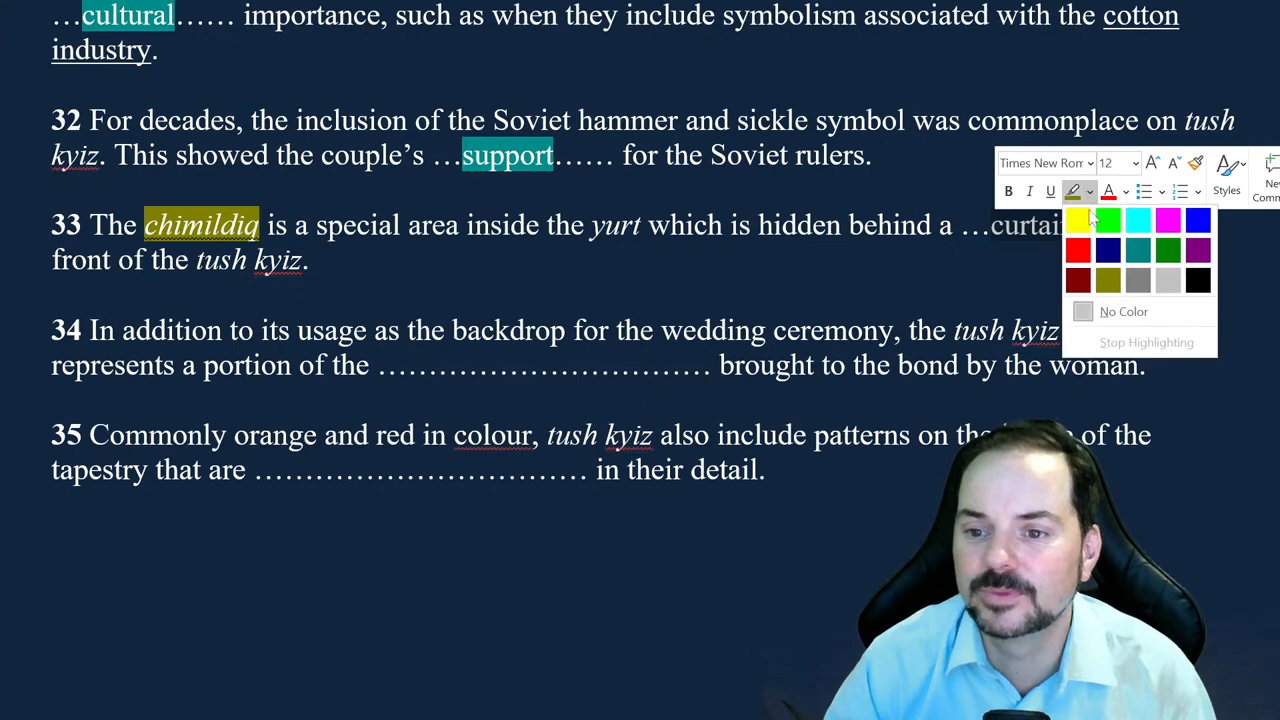 …cultural…… importance, such as when they include symbolism associated with the cotton
industry.
32 For decades, the inclusion of the Soviet hammer and sickle symbol was commonplace on tush
kyiz. This showed the couple’s …support…… for the Soviet rulers.
Times New Rom 12
B I U A Styles
33 The chimildiq is a special area inside the yurt which is hidden behind a …curtai
front of the tush kyiz.
No Color
Stop Highlighting
34 In addition to its usage as the backdrop for the wedding ceremony, the tush kyiz
represents a portion of the …………………………… brought to the bond by the woman.
35 Commonly orange and red in colour, tush kyiz also include patterns on the of the
tapestry that are …………………………… in their detail.